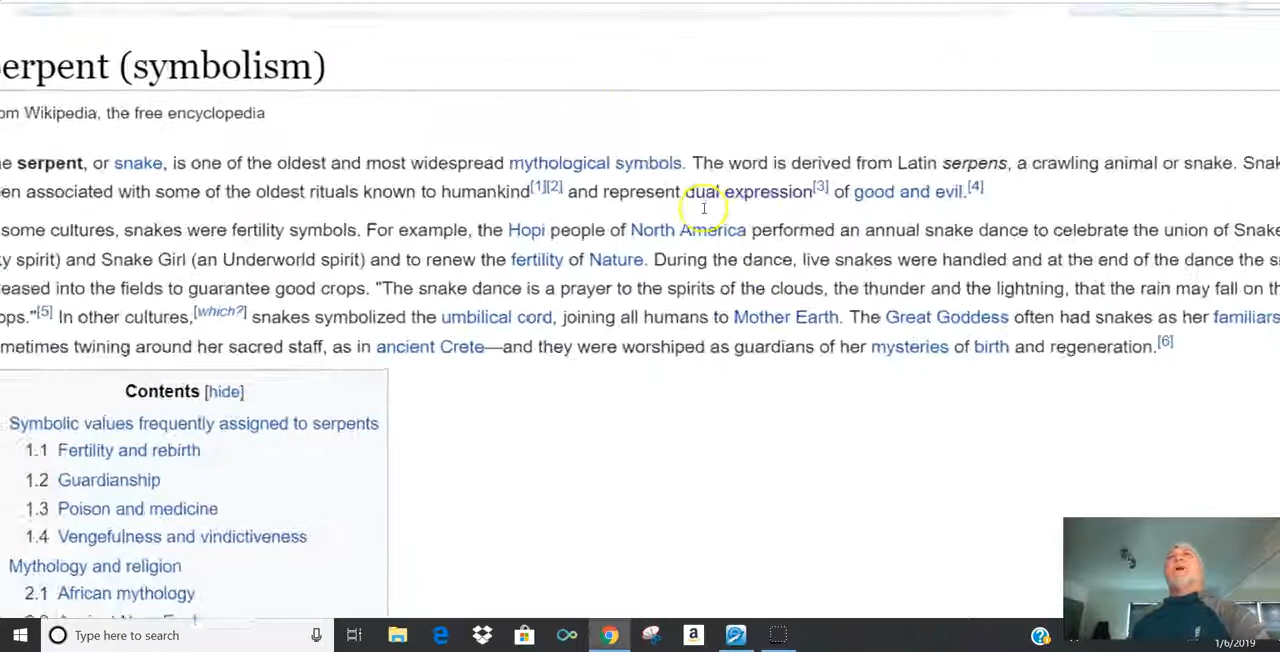 erpent (symbolism)
om Wikipedia, the free encyclopedia
e serpent, or snake, is one of the oldest and most widespread mythological symbols. The word is derived from Latin serpens, a crawling animal or snake. Snak
en associated with some of the oldest rituals known to humankind[1][2] and represent dual expression[3] of good and evil.[4]
some cultures, snakes were fertility symbols. For example, the Hopi people of North America performed an annual snake dance to celebrate the union of Snake
y spirit) and Snake Girl (an Underworld spirit) and to renew the fertility of Nature. During the dance, live snakes were handled and at the end of the dance the s
eased into the fields to guarantee good crops. "The snake dance is a prayer to the spirits of the clouds, the thunder and the lightning, that the rain may fall on th
ops."[5] In other cultures,[which?] snakes symbolized the umbilical cord, joining all humans to Mother Earth. The Great Goddess often had snakes as her familiars
metimes twining around her sacred staff, as in ancient Crete—and they were worshiped as guardians of her mysteries of birth and regeneration.[6]
Contents [hide]
Symbolic values frequently assigned to serpents
1.1 Fertility and rebirth
1.2 Guardianship
1.3 Poison and medicine
1.4 Vengefulness and vindictiveness
Mythology and religion
2.1 African mythology
Type here to search
1/6/2019